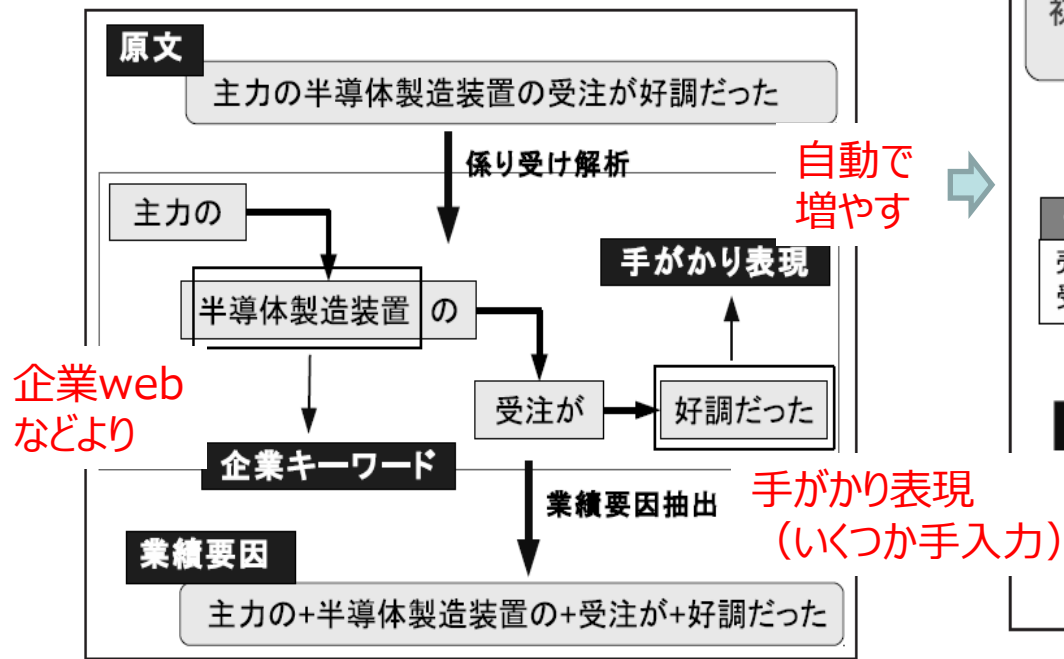 原文
主力の半導体製造装置の受注が好調だった
係り受け解析
自動で
増やす
主力の
手がかり表現
半導体製造装置 の
企業web
などより
受注が
好調だった
企業キーワード
業績要因抽出
手がかり表現
（いくつか手入力）
業績要因
主力の+半導体製造装置の+受注が+好調だった